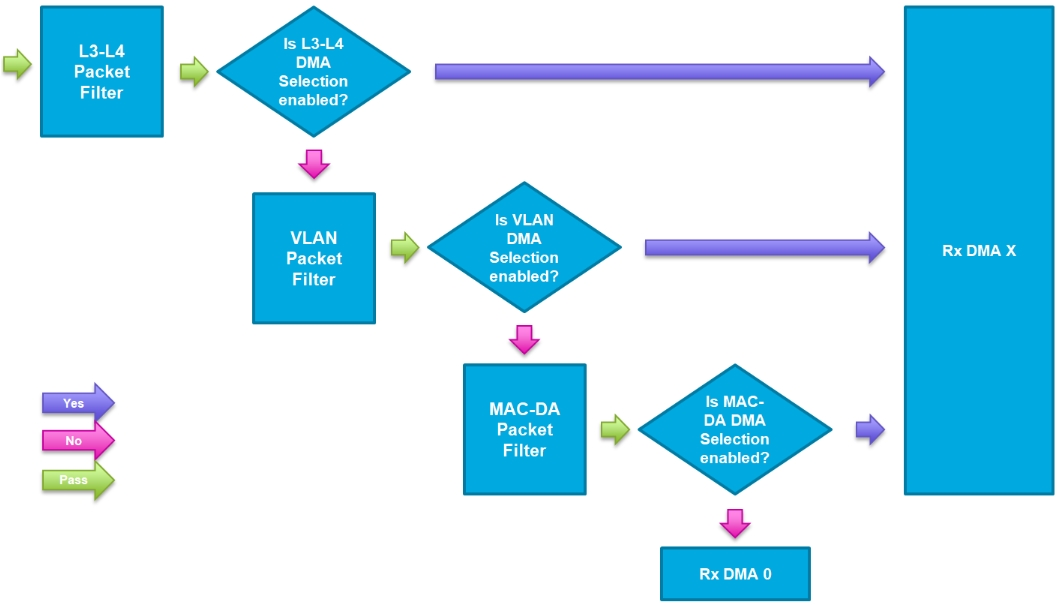 L3-L4
Packet
Filter
Is L3-L4
DMA
Selection
enabled?
VLAN
Packet
Filter
Is VLAN
DMA
Selection
enabled?
Rx DMA X
MAC-DA
Packet
Filter
Is MAC-
DA DMA
Selection
enabled?
Yes
No
Pass
Rx DMA 0